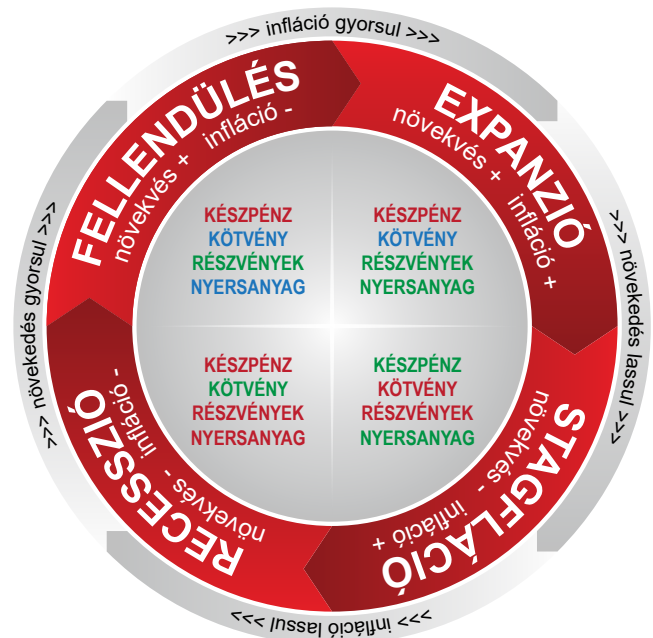 >>> infláció gyorsul >>>
FELLENDÜLÉS
növekvés + infláció -
EXPANZIÓ
növekvés + infláció +
>>> növekedés gyorsul >>>
>>> növekedés lassul >>>
KÉSZPÉNZ
KÖTVÉNY
RÉSZVÉNYEK
NYERSANYAG
KÉSZPÉNZ
KÖTVÉNY
RÉSZVÉNYEK
NYERSANYAG
KÉSZPÉNZ
KÖTVÉNY
RÉSZVÉNYEK
NYERSANYAG
KÉSZPÉNZ
KÖTVÉNY
RÉSZVÉNYEK
NYERSANYAG
RECESSZIÓ
növekvés - infláció -
STAGFLÁCIÓ
növekvés - infláció +
>>> infláció lassul >>>